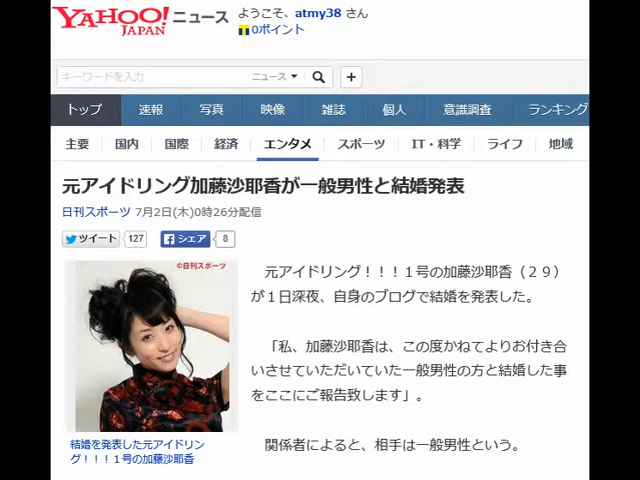 YAHOO! ニュース
JAPAN
ようこそ、atmy38 さん
0ポイント
キーワードを入力
ニュース
トップ 速報 写真 映像 雑誌 個人 意識調査 ランキング
主要 国内 国際 経済 エンタメ スポーツ IT・科学 ライフ 地域
元アイドリング加藤沙耶香が一般男性と結婚発表
日刊スポーツ 7月2日(木)0時26分配信
ツイート 127 シェア 8
©日刊スポーツ
元アイドリング！！！１号の加藤沙耶香（２９）
が１日深夜、自身のブログで結婚を発表した。
「私、加藤沙耶香は、この度かねてよりお付き合
いさせていただいていた一般男性の方と結婚した事
をここにご報告致します」。
関係者によると、相手は一般男性という。
結婚を発表した元アイドリン
グ！！！１号の加藤沙耶香